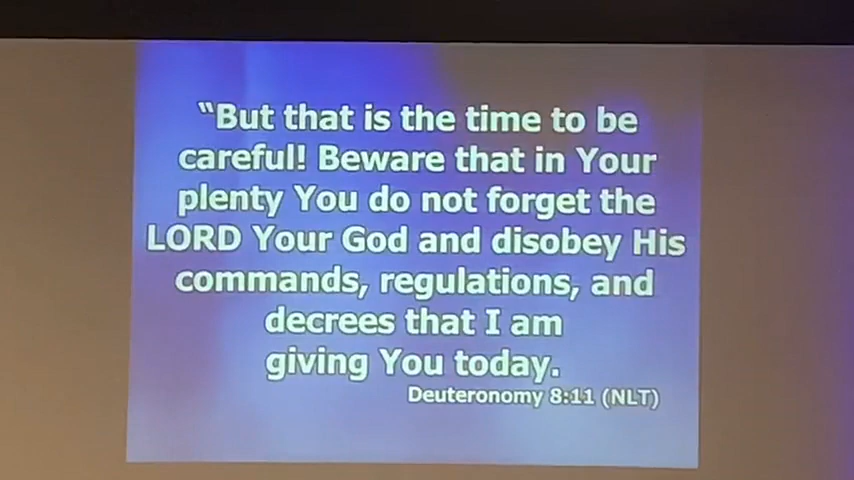 “But that is the time to be
careful! Beware that in Your
plenty You do not forget the
LORD Your God and disobey His
commands, regulations, and
decrees that I am
giving You today.
Deuteronomy 8:11 (NLT)